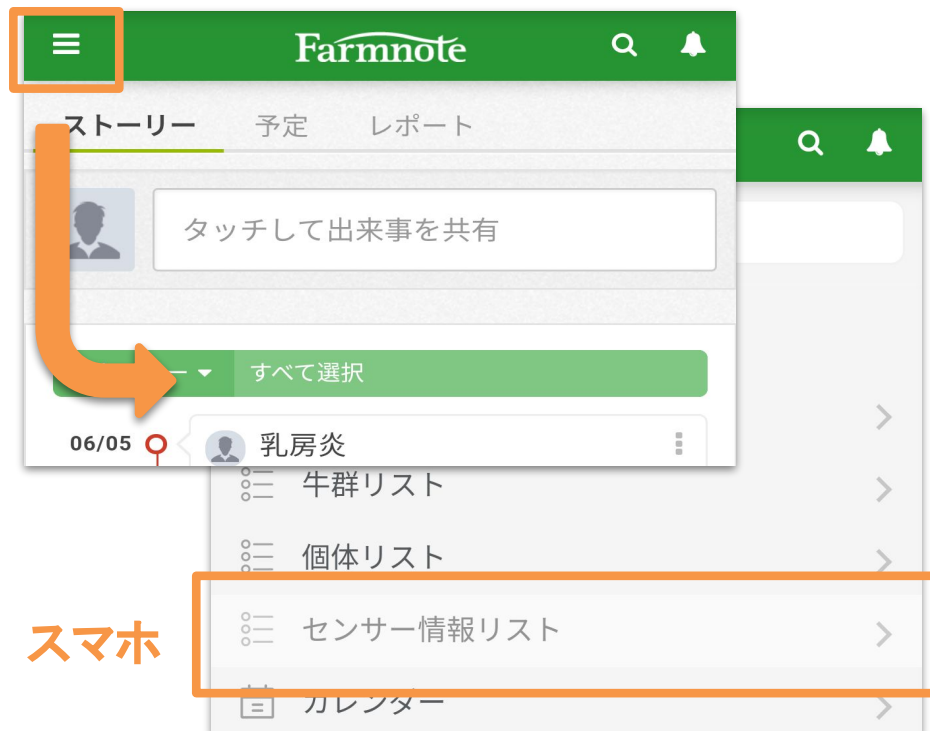 Farmnote
ストーリー 予定 レポート
タッチして出来事を共有
ー すべて選択
06/05 乳房炎
牛群リスト
個体リスト
センサー情報リスト
スマホ
カレンダー